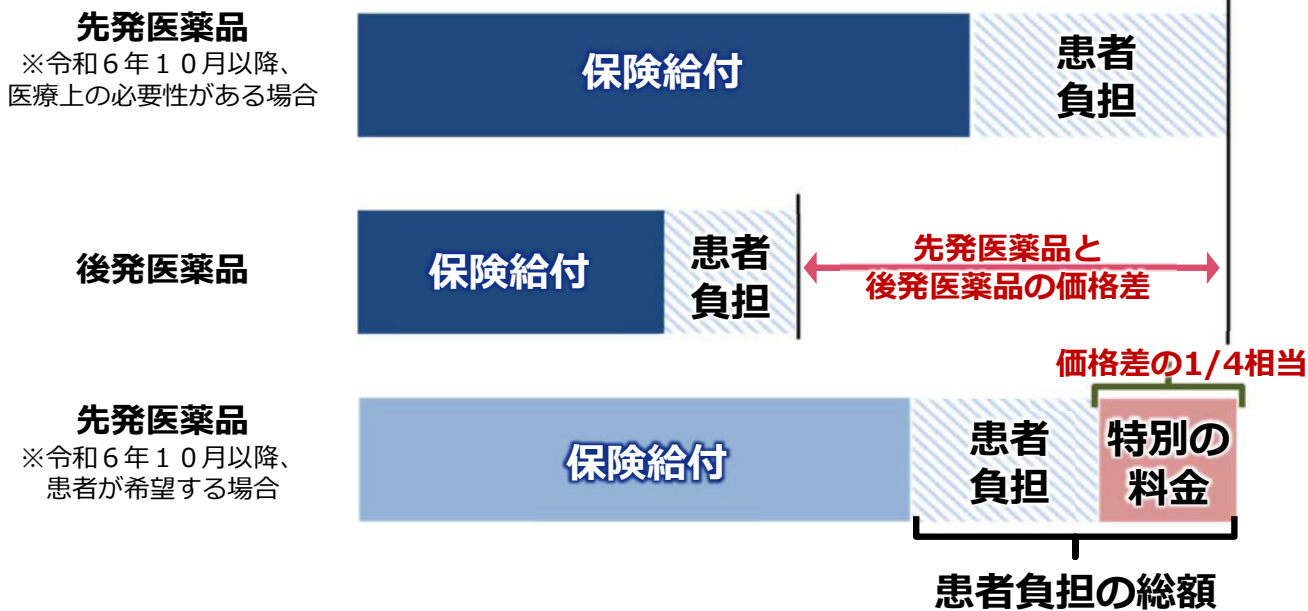 先発医薬品
※令和６年１０月以降、
医療上の必要性がある場合
保険給付
患者
負担
後発医薬品
保険給付
患者
負担
先発医薬品と
後発医薬品の価格差
価格差の1/4相当
先発医薬品
※令和６年１０月以降、
患者が希望する場合
保険給付
患者
負担
特別の
料金
患者負担の総額